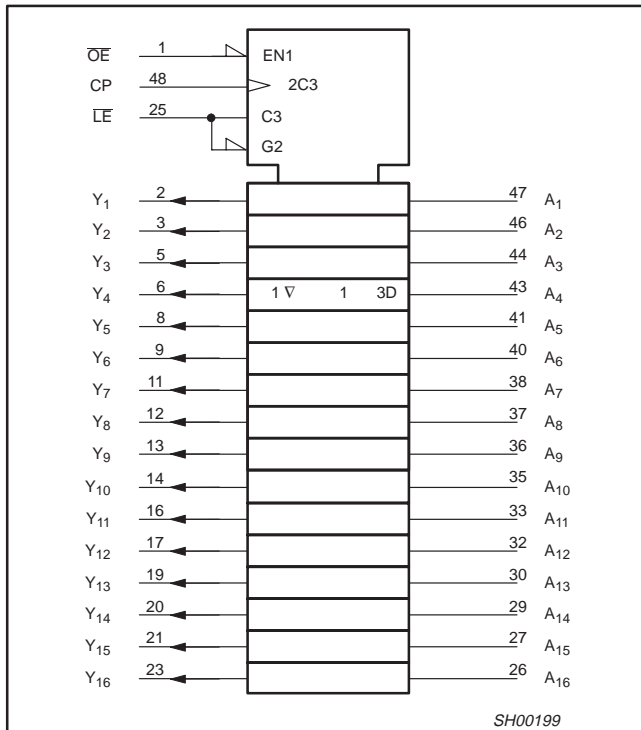 O̅E̅ 1 EN1
CP 48 2C3
L̅E̅ 25 C3
G2
Y₁ 2 47 A₁
Y₂ 3 46 A₂
Y₃ 5 44 A₃
Y₄ 6 1 ∇ 1 3D 43 A₄
Y₅ 8 41 A₅
Y₆ 9 40 A₆
Y₇ 11 38 A₇
Y₈ 12 37 A₈
Y₉ 13 36 A₉
Y₁₀ 14 35 A₁₀
Y₁₁ 16 33 A₁₁
Y₁₂ 17 32 A₁₂
Y₁₃ 19 30 A₁₃
Y₁₄ 20 29 A₁₄
Y₁₅ 21 27 A₁₅
Y₁₆ 23 26 A₁₆
SH00199